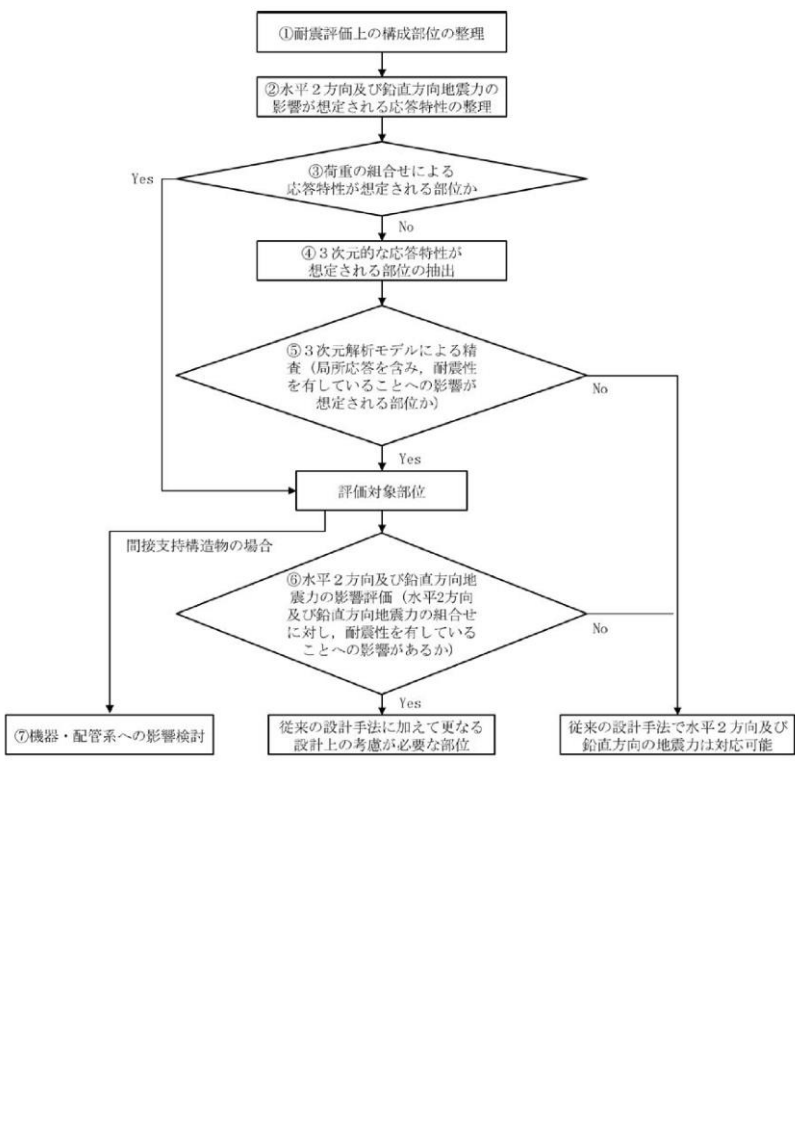 ①耐震評価上の構成部位の整理
②水平２方向及び鉛直方向地震力の
影響が想定される応答特性の整理
③荷重の組合せによる
応答特性が想定される部位か
Yes
No
④３次元的な応答特性が
想定される部位の抽出
⑤３次元解析モデルによる精
査（局所応答を含み，耐震性
を有していることへの影響が
想定される部位か）
No
Yes
評価対象部位
間接支持構造物の場合
⑥水平２方向及び鉛直方向地
震力の影響評価（水平2方向
及び鉛直方向地震力の組合せ
に対し，耐震性を有している
ことへの影響があるか）
No
Yes
⑦機器・配管系への影響検討
従来の設計手法に加えて更なる
設計上の考慮が必要な部位
従来の設計手法で水平２方向及び
鉛直方向の地震力は対応可能